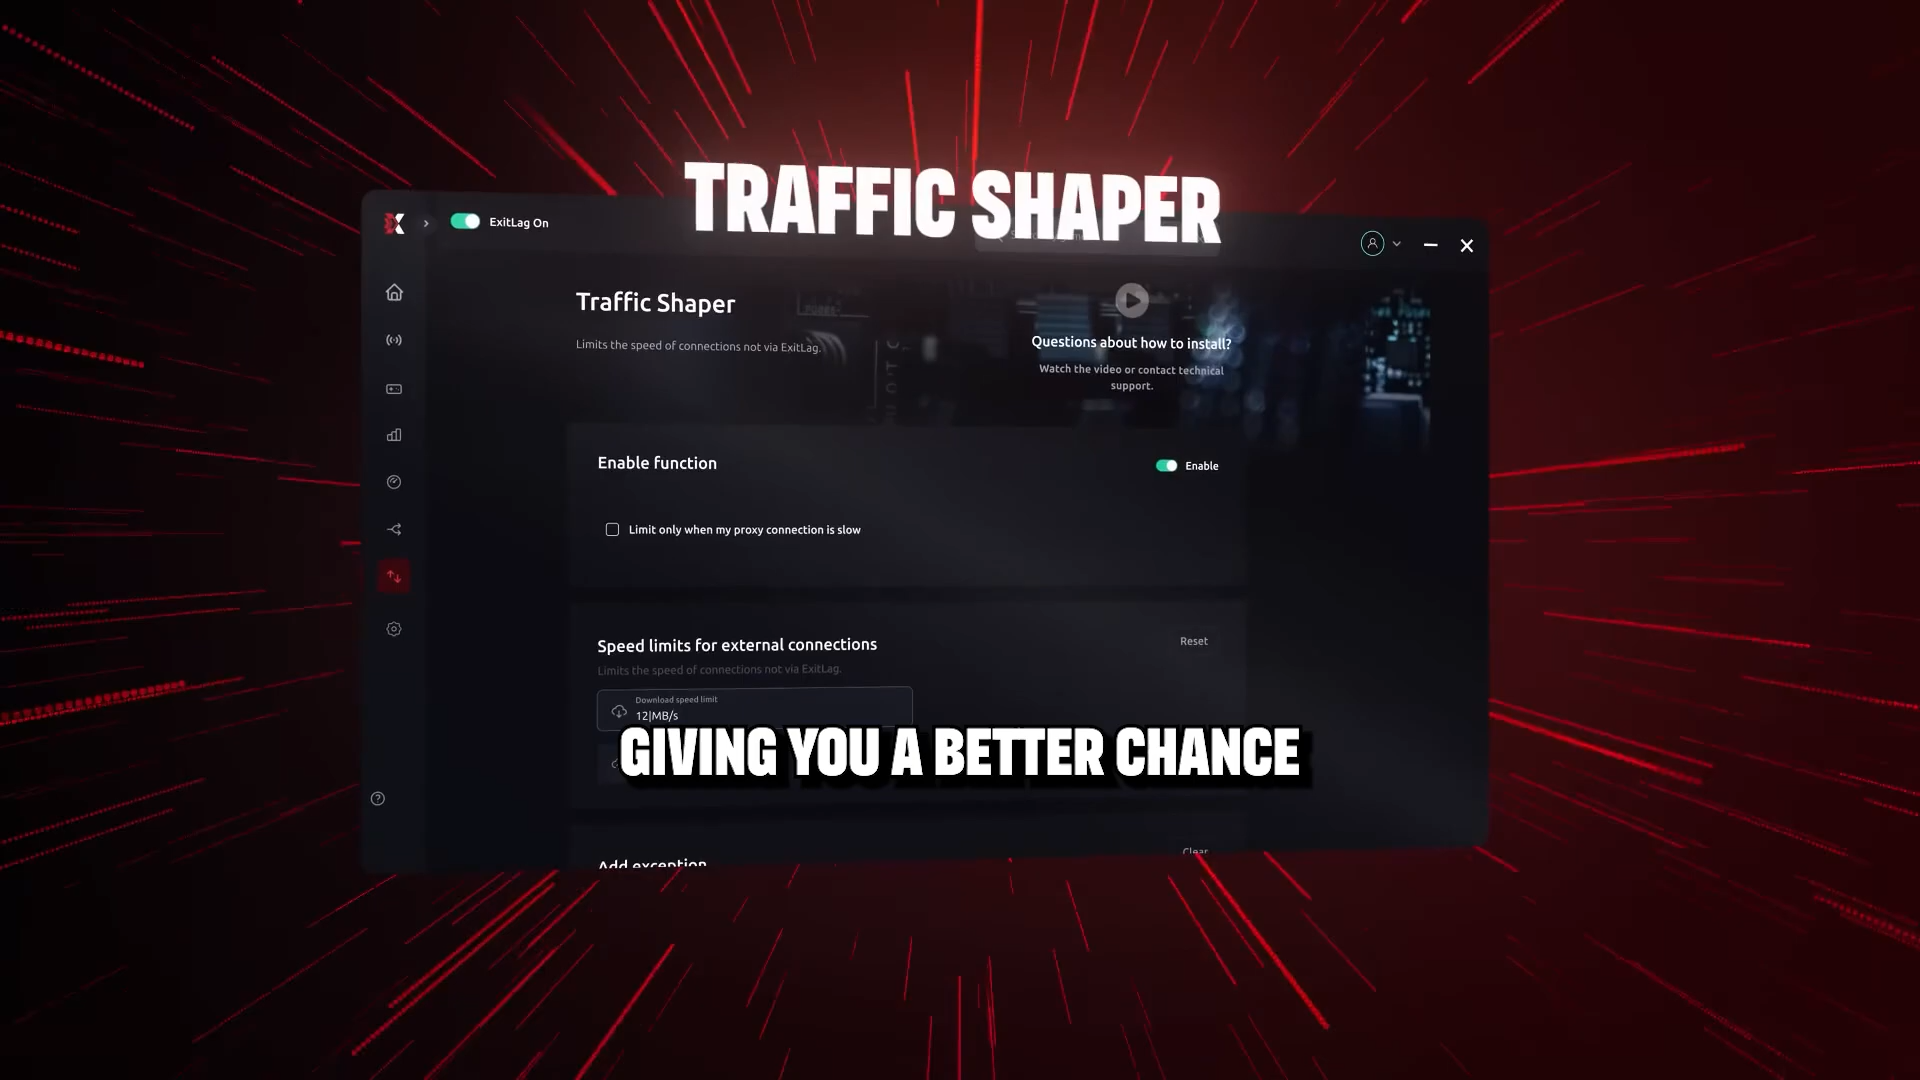 TRAFFIC SHAPER
ExitLag On
Traffic Shaper
Limits the speed of connections not via ExitLag.
Questions about how to install?
Watch the video or contact technical
support.
Enable function
Enable
Limit only when my proxy connection is slow
Speed limits for external connections
Reset
Limits the speed of connections not via ExitLag.
Download speed limit
12|MB/s
GIVING YOU A BETTER CHANCE
Add exception
Clear